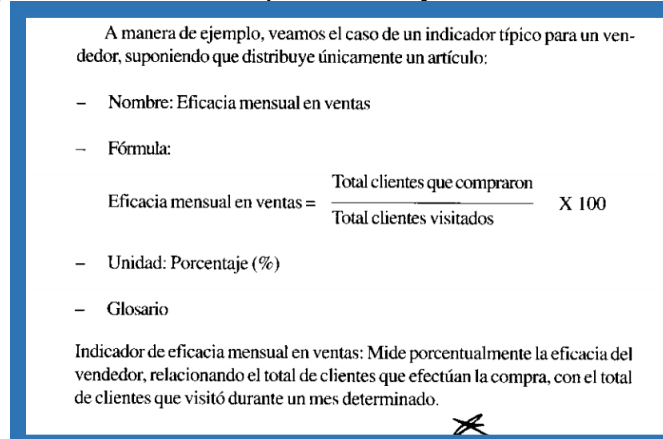 A manera de ejemplo, veamos el caso de un indicador típico para un ven-
dedor, suponiendo que distribuye únicamente un artículo:
– Nombre: Eficacia mensual en ventas
– Fórmula:
Total clientes que compraron
Eficacia mensual en ventas = X 100
Total clientes visitados
– Unidad: Porcentaje (%)
– Glosario
Indicador de eficacia mensual en ventas: Mide porcentualmente la eficacia del
vendedor, relacionando el total de clientes que efectúan la compra, con el total
de clientes que visitó durante un mes determinado.